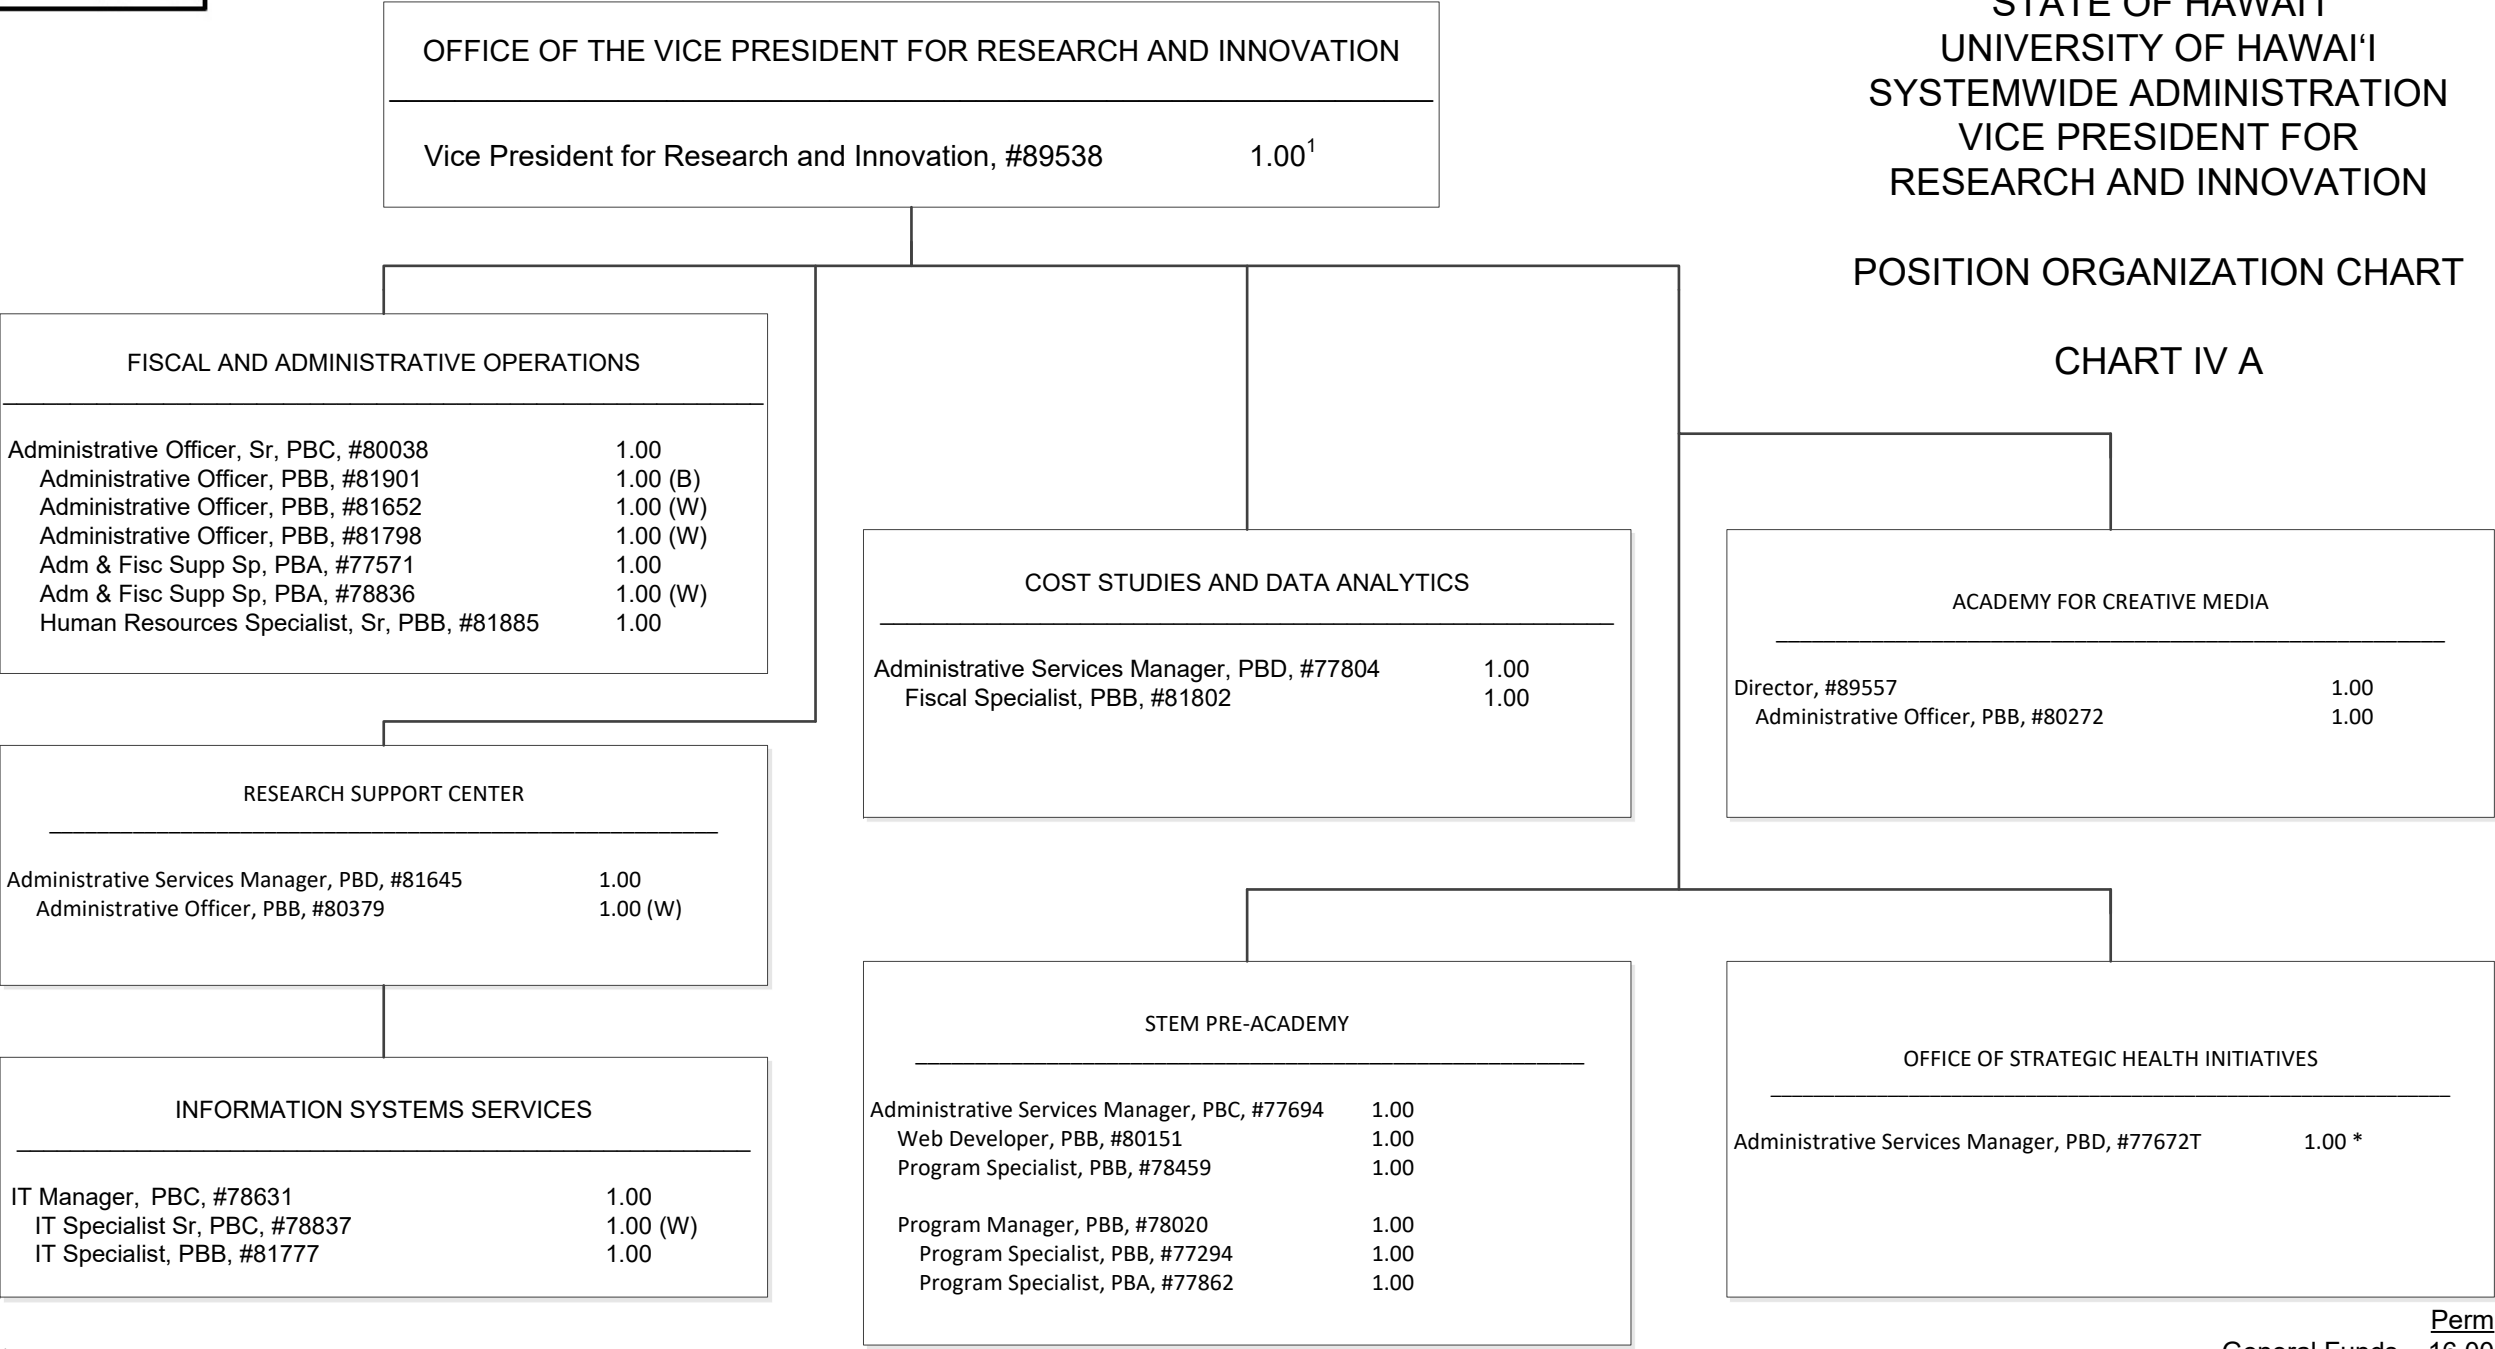 OFFICE OF THE VICE PRESIDENT FOR RESEARCH AND INNOVATION
Vice President for Research and Innovation, #89538 1.00¹
STATE OF HAWAI‘I
UNIVERSITY OF HAWAI‘I
SYSTEMWIDE ADMINISTRATION
VICE PRESIDENT FOR
RESEARCH AND INNOVATION
POSITION ORGANIZATION CHART
CHART IV A
FISCAL AND ADMINISTRATIVE OPERATIONS
Administrative Officer, Sr, PBC, #80038 1.00
Administrative Officer, PBB, #81901 1.00 (B)
Administrative Officer, PBB, #81652 1.00 (W)
Administrative Officer, PBB, #81798 1.00 (W)
Adm & Fisc Supp Sp, PBA, #77571 1.00
Adm & Fisc Supp Sp, PBA, #78836 1.00 (W)
Human Resources Specialist, Sr, PBB, #81885 1.00
COST STUDIES AND DATA ANALYTICS
Administrative Services Manager, PBD, #77804 1.00
Fiscal Specialist, PBB, #81802 1.00
ACADEMY FOR CREATIVE MEDIA
Director, #89557 1.00
Administrative Officer, PBB, #80272 1.00
RESEARCH SUPPORT CENTER
Administrative Services Manager, PBD, #81645 1.00
Administrative Officer, PBB, #80379 1.00 (W)
INFORMATION SYSTEMS SERVICES
IT Manager, PBC, #78631 1.00
IT Specialist Sr, PBC, #78837 1.00 (W)
IT Specialist, PBB, #81777 1.00
STEM PRE-ACADEMY
Administrative Services Manager, PBC, #77694 1.00
Web Developer, PBB, #80151 1.00
Program Specialist, PBB, #78459 1.00
Program Manager, PBB, #78020 1.00
Program Specialist, PBB, #77294 1.00
Program Specialist, PBA, #77862 1.00
OFFICE OF STRATEGIC HEALTH INITIATIVES
Administrative Services Manager, PBD, #77672T 1.00 *
Perm
General Funds 16.00